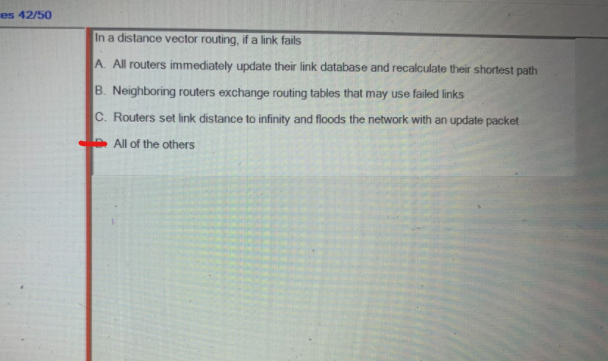 es 42/50
In a distance vector routing, if a link fails
A. All routers immediately update their link database and recalculate their shortest path
B. Neighboring routers exchange routing tables that may use failed links
C. Routers set link distance to infinity and floods the network with an update packet
D. All of the others